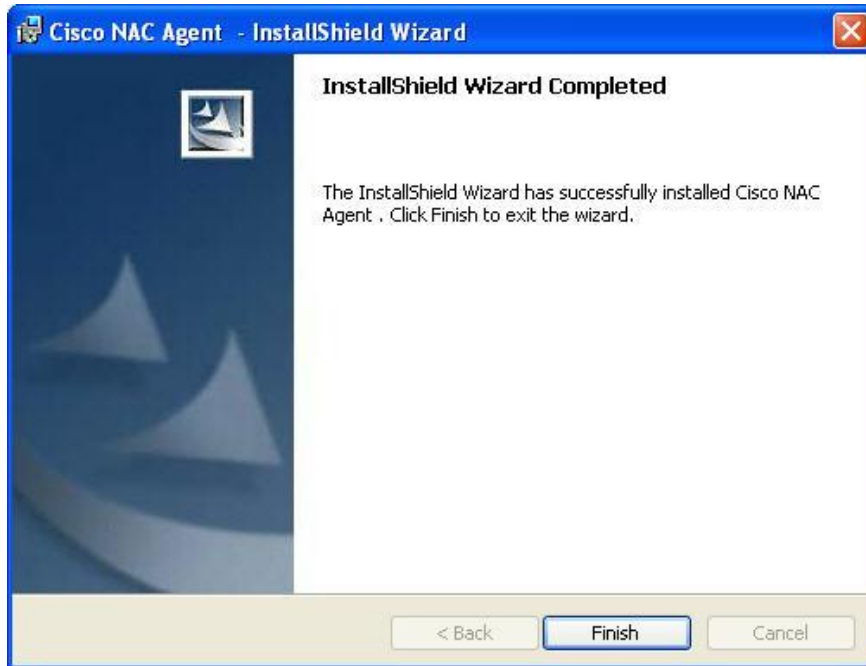 Cisco NAC Agent - InstallShield Wizard
InstallShield Wizard Completed
The InstallShield Wizard has successfully installed Cisco NAC
Agent . Click Finish to exit the wizard.
< Back
Finish
Cancel